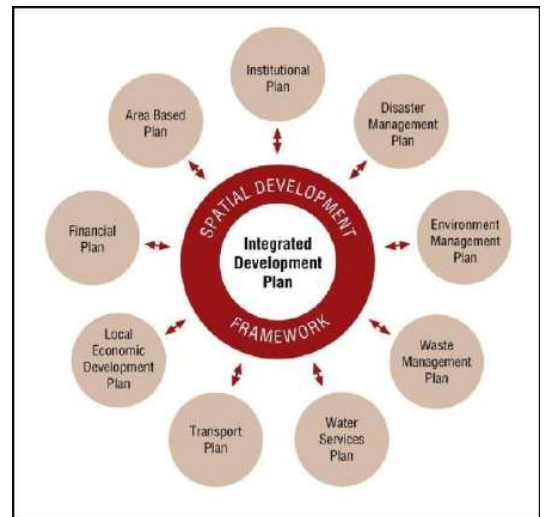 Institutional
Plan
Disaster
Management
Plan
Environment
Management
Plan
Waste
Management
Plan
Water
Services
Plan
Transport
Plan
Local
Economic
Development
Plan
Financial
Plan
Area Based
Plan
SPATIAL DEVELOPMENT
FRAMEWORK
Integrated
Development
Plan